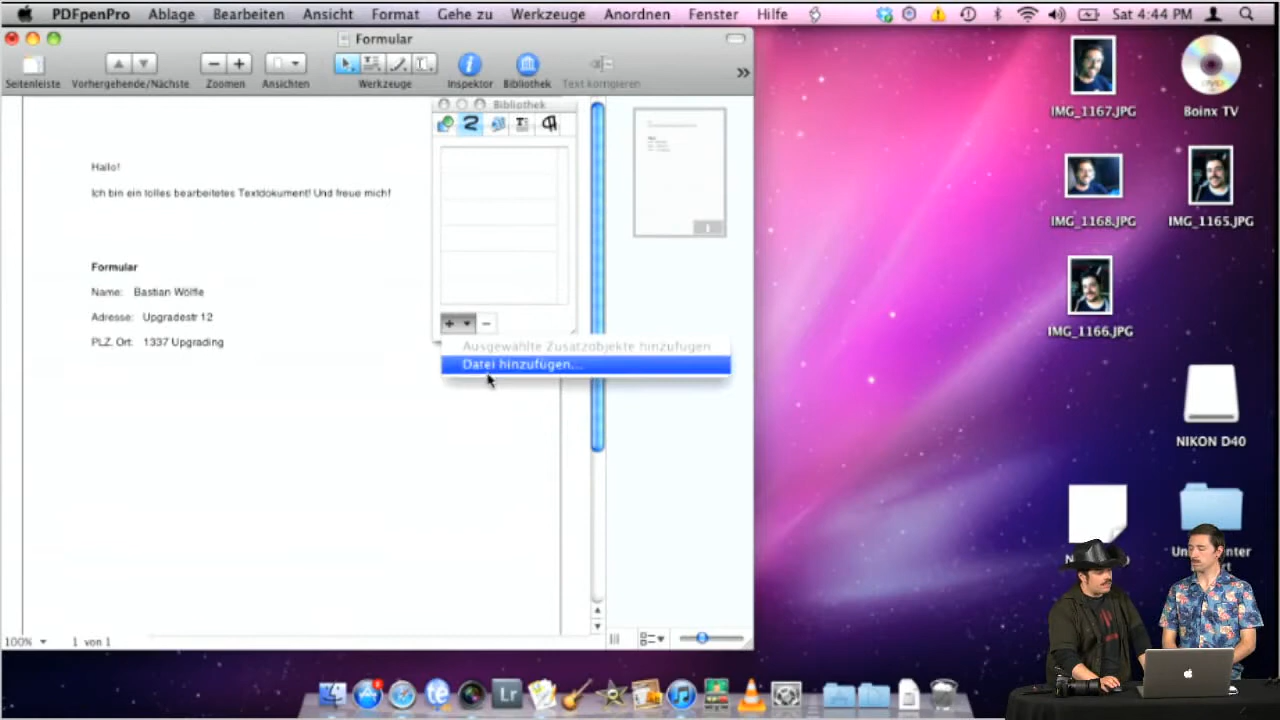 PDFpenPro Ablage Bearbeiten Ansicht Format Gehe zu Werkzeuge Anordnen Fenster Hilfe Sat 4:44 PM
Formular
Seitenleiste Vorhergehende/Nächste Zoomen Ansichten Werkzeuge Inspektor Bibliothek Text korrigieren
Bibliothek
Hallo!
Ich bin ein tolles bearbeitetes Textdokument! Und freue mich!
Formular
Name: Bastian Wölfle
Adresse: Upgradestr 12
PLZ. Ort: 1337 Upgrading
Ausgewählte Zusatzobjekte hinzufügen
Datei hinzufügen...
100% 1 von 1
IMG_1167.JPG
Boinx TV
IMG_1168.JPG
IMG_1165.JPG
IMG_1166.JPG
NIKON D40
Lr